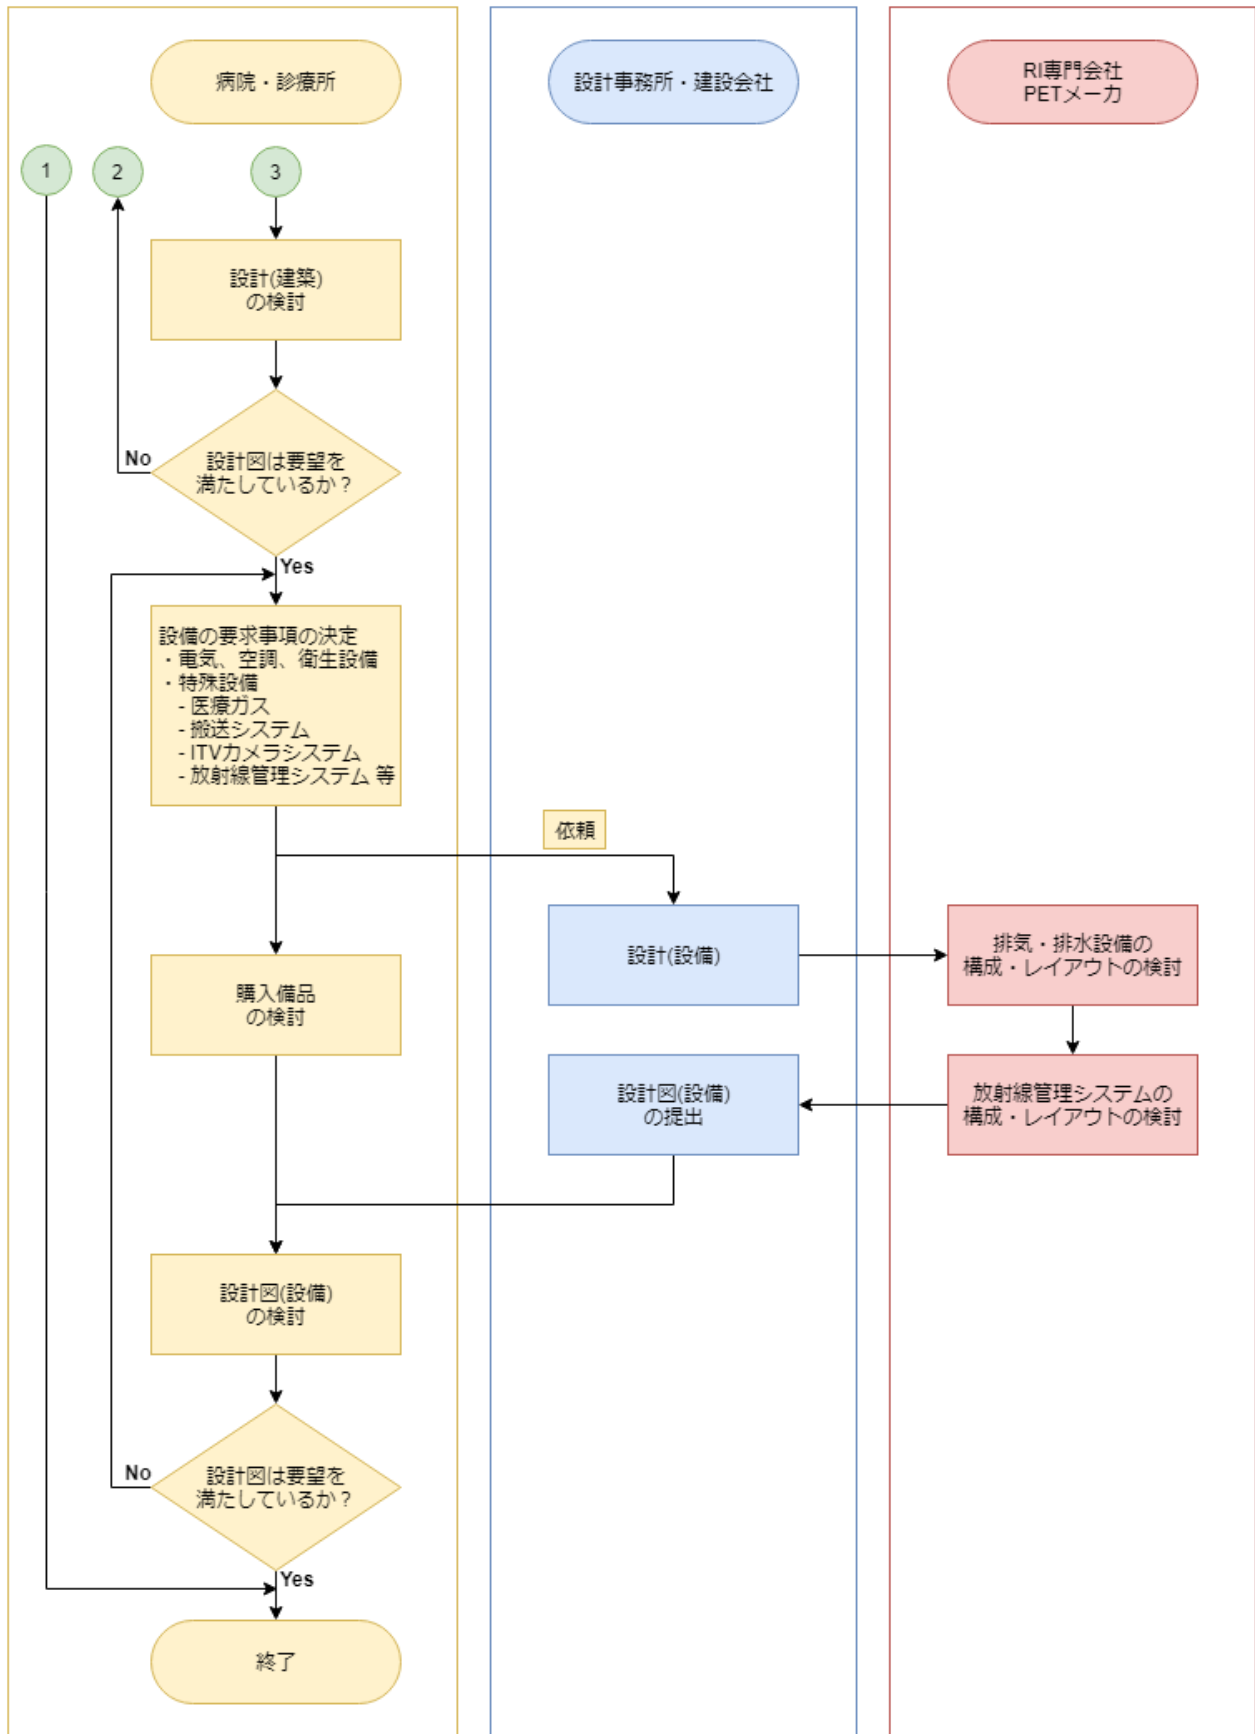 病院・診療所
設計事務所・建設会社
RI専門会社
PETメーカ
1
2
3
設計(建築)
の検討
設計図は要望を
満たしているか？
No
Yes
設備の要求事項の決定
・電気、空調、衛生設備
・特殊設備
- 医療ガス
- 搬送システム
- ITVカメラシステム
- 放射線管理システム 等
依頼
設計(設備)
排気・排水設備の
構成・レイアウトの検討
購入備品
の検討
設計図(設備)
の提出
放射線管理システムの
構成・レイアウトの検討
設計図(設備)
の検討
設計図は要望を
満たしているか？
No
Yes
終了